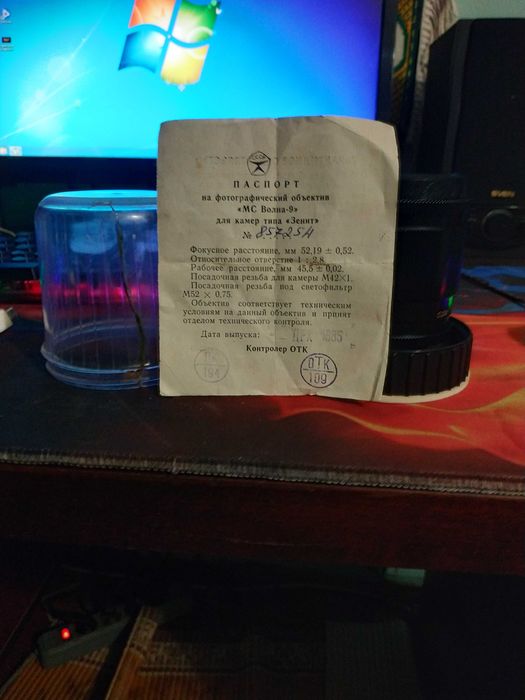 СССР
ПАСПОРТ
на фотографический объектив
«МС Волна-9»
для камер типа «Зенит»
№ 857254
Фокусное расстояние, мм 52,19 ± 0,52.
Относительное отверстие 1 : 2,8.
Рабочее расстояние, мм 45,5 ± 0,02.
Посадочная резьба для камеры М42×1
Посадочная резьба под светофильтр
М52 × 0,75.
Объектив соответствует техническим
условиям на данный объектив и принят
отделом технического контроля.
Дата выпуска:
Контролер ОТК
194
ОТК
109